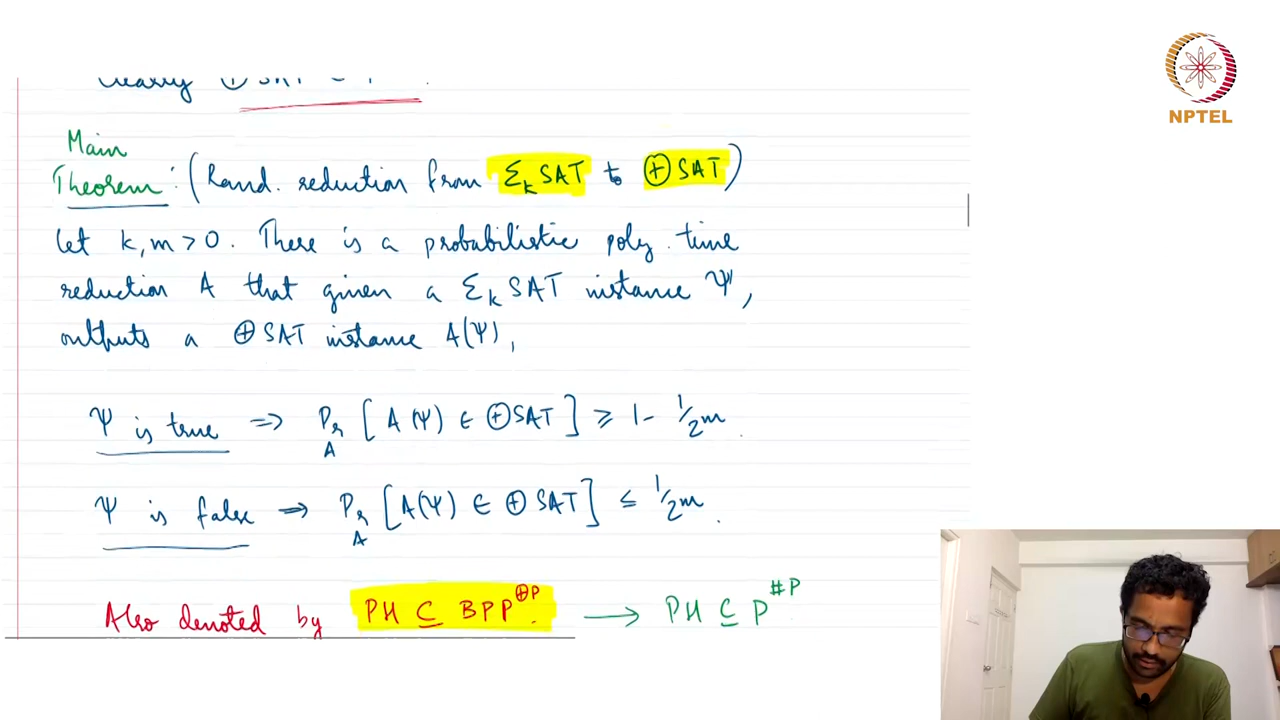 clearly ⊕SAT
NPTEL
Main
Theorem: (Rand. reduction from Σ_k SAT to ⊕SAT)
Let k, m > 0. There is a probabilistic poly time
reduction A that given a Σ_k SAT instance Ψ,
outputs a ⊕SAT instance A(Ψ),
Ψ is true ⇒ Pr_A [A(Ψ) ∈ ⊕SAT] ≥ 1 - 1/2^m.
Ψ is false ⇒ Pr_A [A(Ψ) ∈ ⊕SAT] ≤ 1/2^m.
Also denoted by PH ⊆ BPP^⊕P. → PH ⊆ P^#P